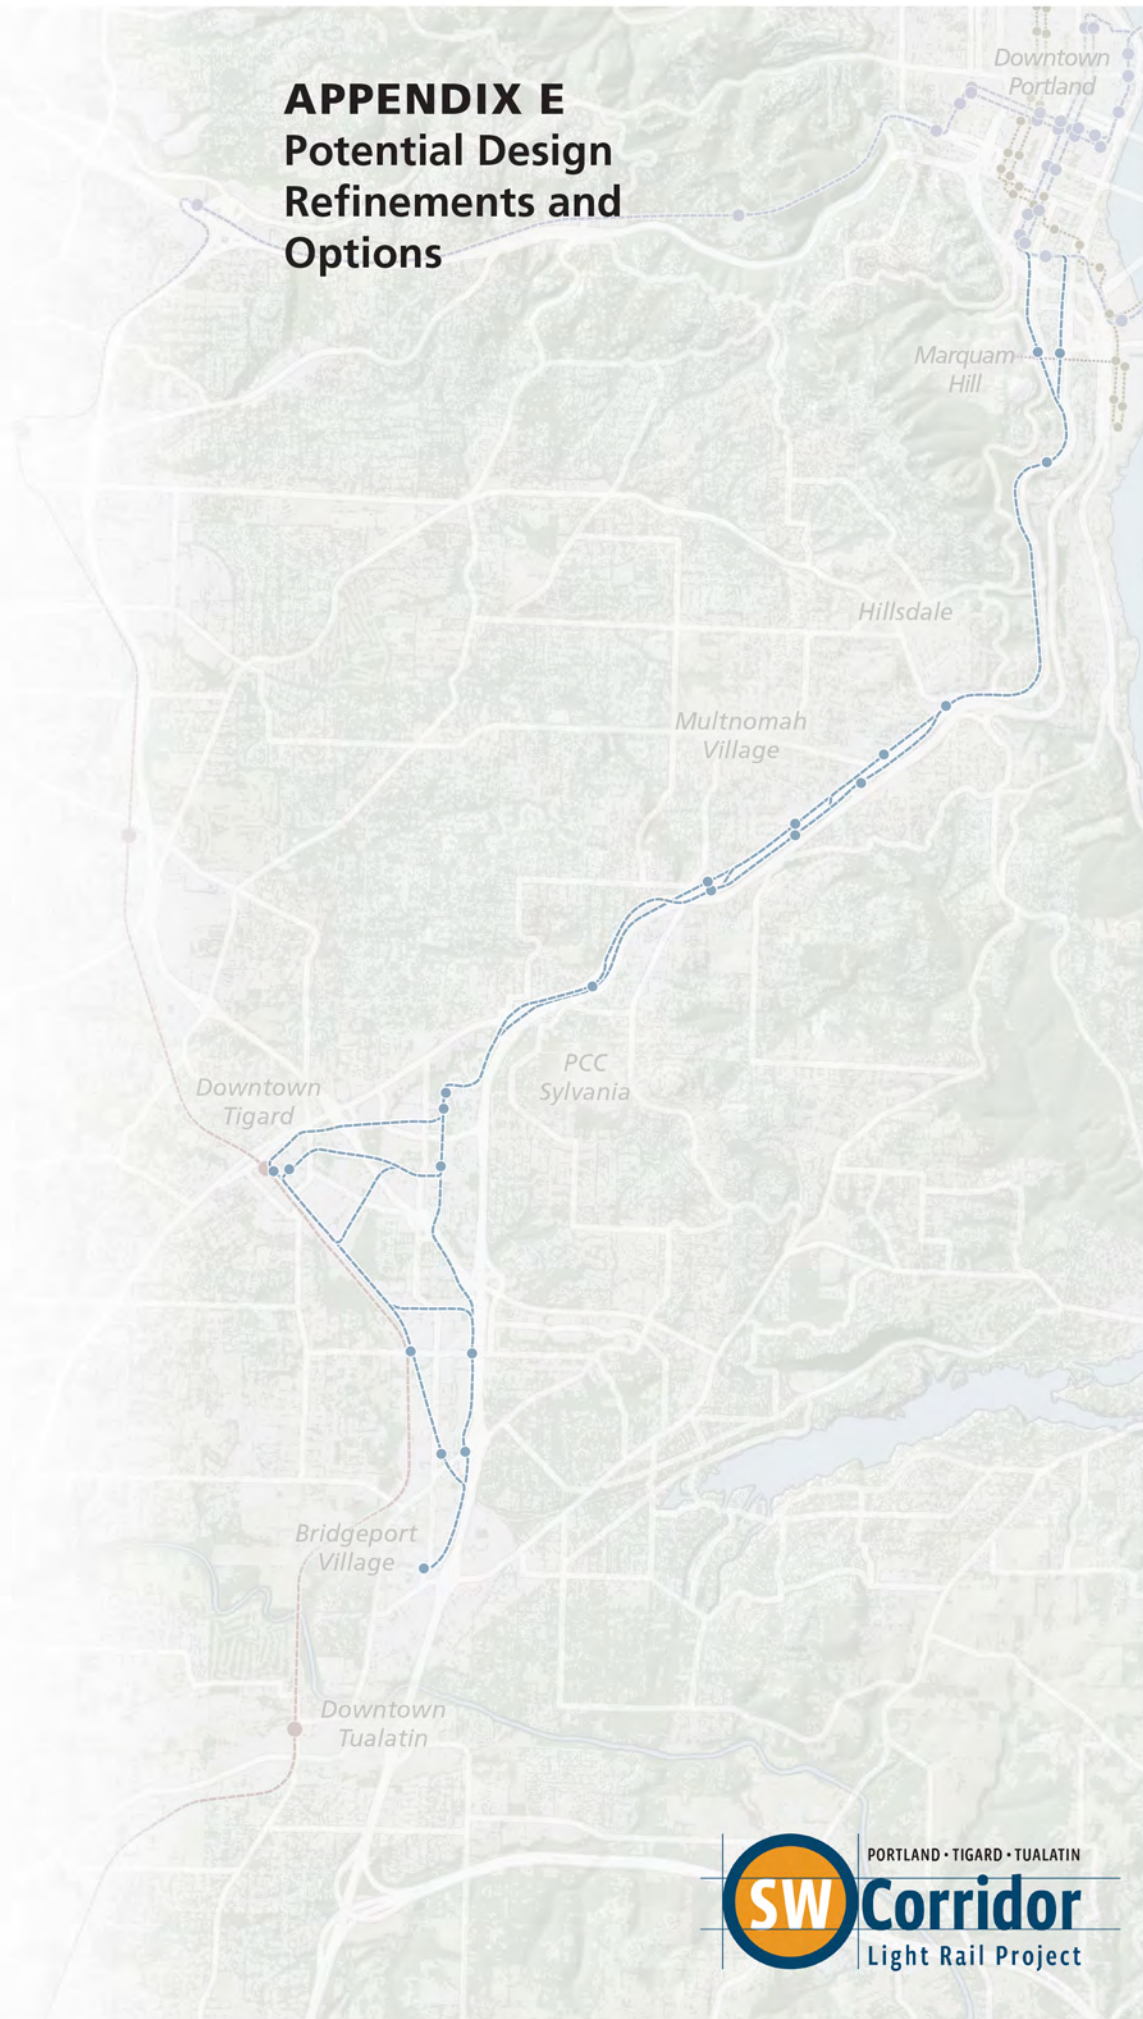 APPENDIX E
Potential Design
Refinements and
Options
Downtown
Portland
Marquam
Hill
Hillsdale
Multnomah
Village
PCC
Sylvania
Downtown
Tigard
Bridgeport
Village
Downtown
Tualatin
PORTLAND • TIGARD • TUALATIN
SW Corridor
Light Rail Project